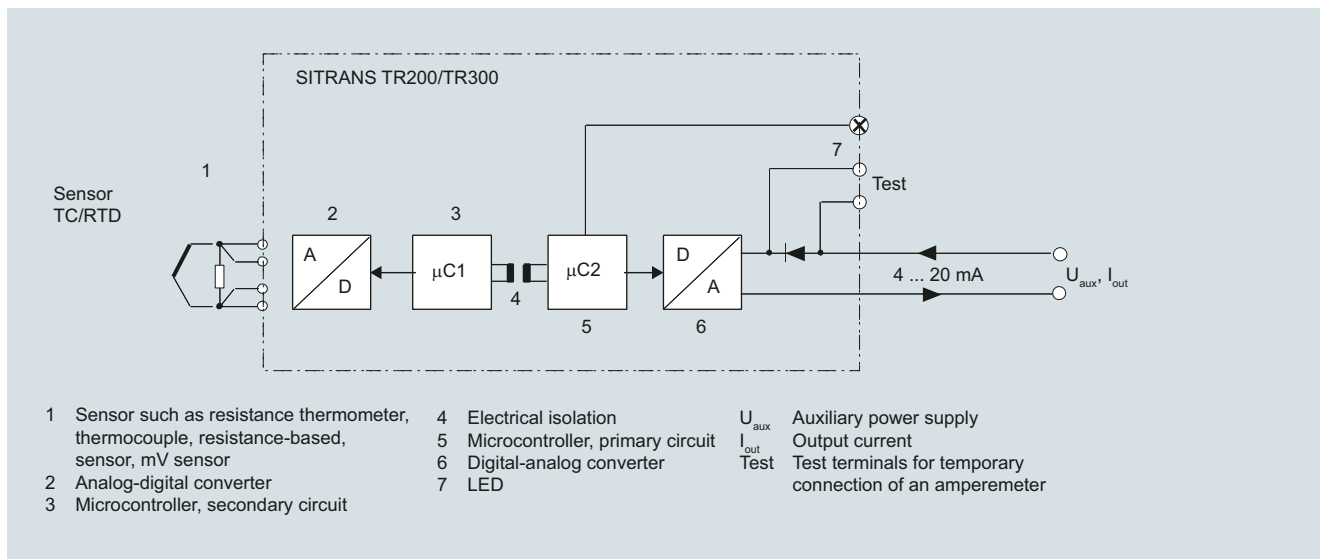 SITRANS TR200/TR300
1
7
Sensor
TC/RTD
Test
2
3
A
D
μC1
μC2
D
A
4 ... 20 mA
Uaux, Iout
4
5
6
1 Sensor such as resistance thermometer,
thermocouple, resistance-based,
sensor, mV sensor
2 Analog-digital converter
3 Microcontroller, secondary circuit
4 Electrical isolation
5 Microcontroller, primary circuit
6 Digital-analog converter
7 LED
Uaux Auxiliary power supply
Iout Output current
Test Test terminals for temporary
connection of an amperemeter